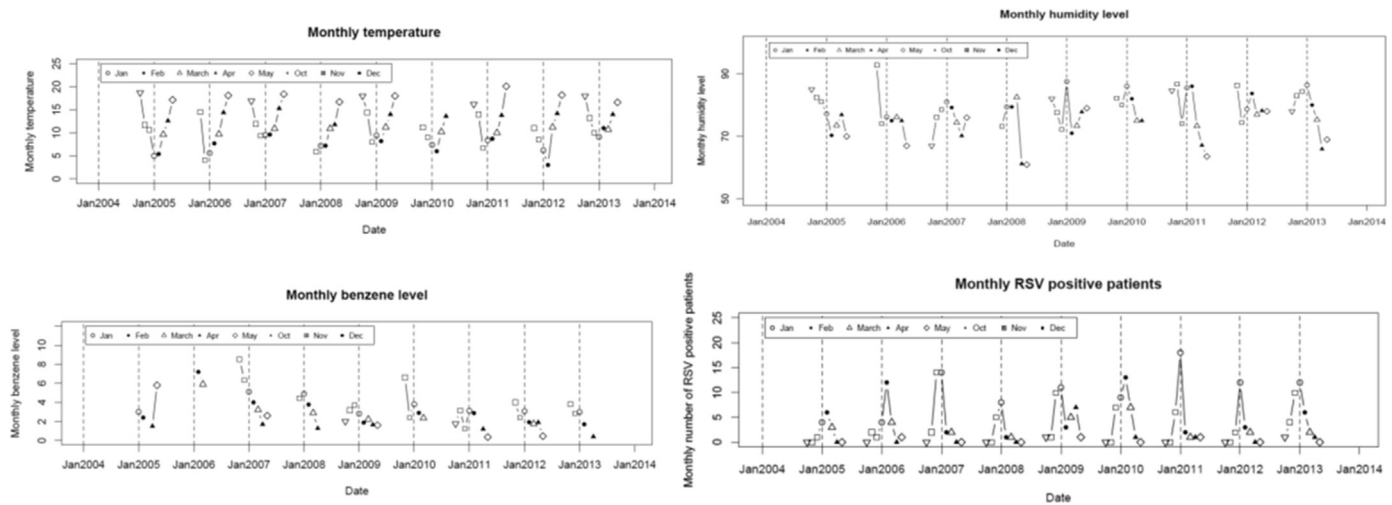 Monthly temperature
Monthly temperature
25
20
15
10
5
0
Jan Feb March Apr May Oct Nov Dec
Jan2004 Jan2005 Jan2006 Jan2007 Jan2008 Jan2009 Jan2010 Jan2011 Jan2012 Jan2013 Jan2014
Date
Monthly humidity level
Monthly humidity level
90
70
50
Jan Feb March Apr May Oct Nov Dec
Jan2004 Jan2005 Jan2006 Jan2007 Jan2008 Jan2009 Jan2010 Jan2011 Jan2012 Jan2013 Jan2014
Date
Monthly benzene level
Monthly benzene level
10
8
6
4
2
0
Jan Feb March Apr May Oct Nov Dec
Jan2004 Jan2005 Jan2006 Jan2007 Jan2008 Jan2009 Jan2010 Jan2011 Jan2012 Jan2013 Jan2014
Date
Monthly RSV positive patients
Monthly number of RSV positive patients
25
20
15
10
5
0
Jan Feb March Apr May Oct Nov Dec
Jan2004 Jan2005 Jan2006 Jan2007 Jan2008 Jan2009 Jan2010 Jan2011 Jan2012 Jan2013 Jan2014
Date